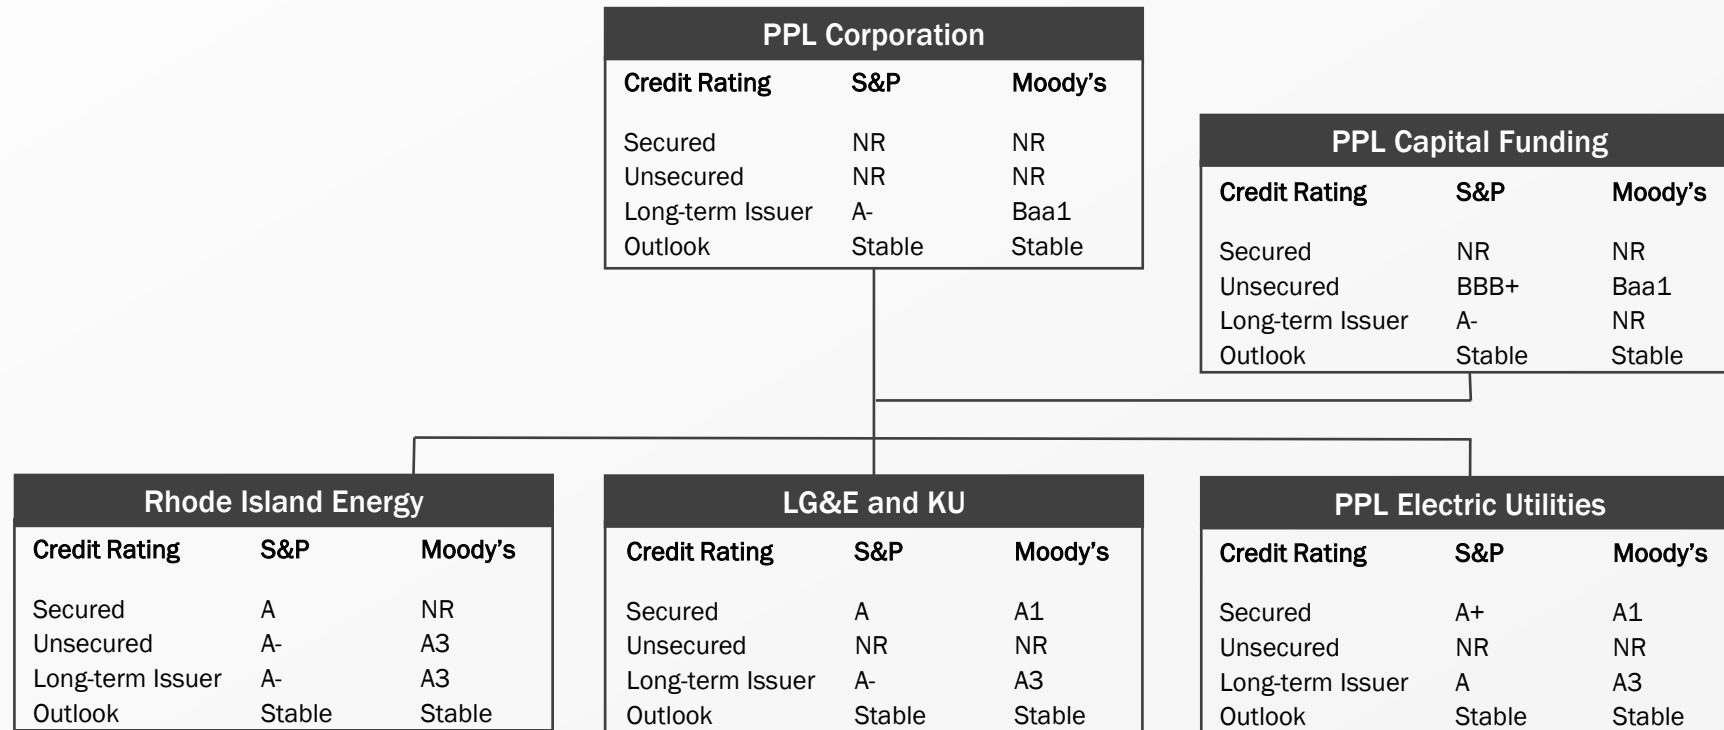 PPL Corporation
Credit Rating S&P Moody's
Secured NR NR
Unsecured NR NR
Long-term Issuer A- Baa1
Outlook Stable Stable
PPL Capital Funding
Credit Rating S&P Moody's
Secured NR NR
Unsecured BBB+ Baa1
Long-term Issuer A- NR
Outlook Stable Stable
Rhode Island Energy
Credit Rating S&P Moody's
Secured A NR
Unsecured A- A3
Long-term Issuer A- A3
Outlook Stable Stable
LG&E and KU
Credit Rating S&P Moody's
Secured A A1
Unsecured NR NR
Long-term Issuer A- A3
Outlook Stable Stable
PPL Electric Utilities
Credit Rating S&P Moody's
Secured A+ A1
Unsecured NR NR
Long-term Issuer A A3
Outlook Stable Stable